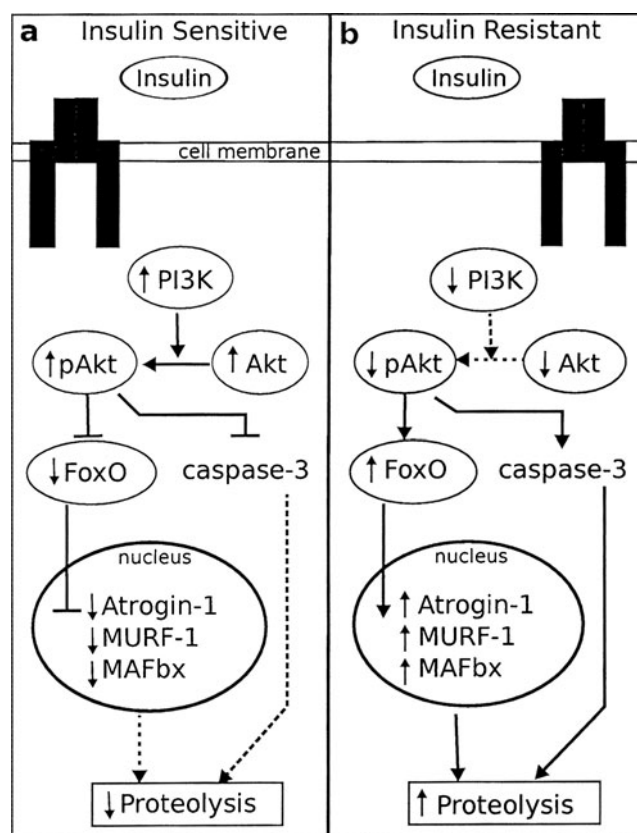 a Insulin Sensitive
Insulin
cell membrane
↑ PI3K
↑ pAkt
↑ Akt
↓ FoxO
caspase-3
nucleus
↓ Atrogin-1
↓ MURF-1
↓ MAFbx
↓ Proteolysis
b Insulin Resistant
Insulin
↓ PI3K
↓ pAkt
↓ Akt
↑ FoxO
caspase-3
nucleus
↑ Atrogin-1
↑ MURF-1
↑ MAFbx
↑ Proteolysis